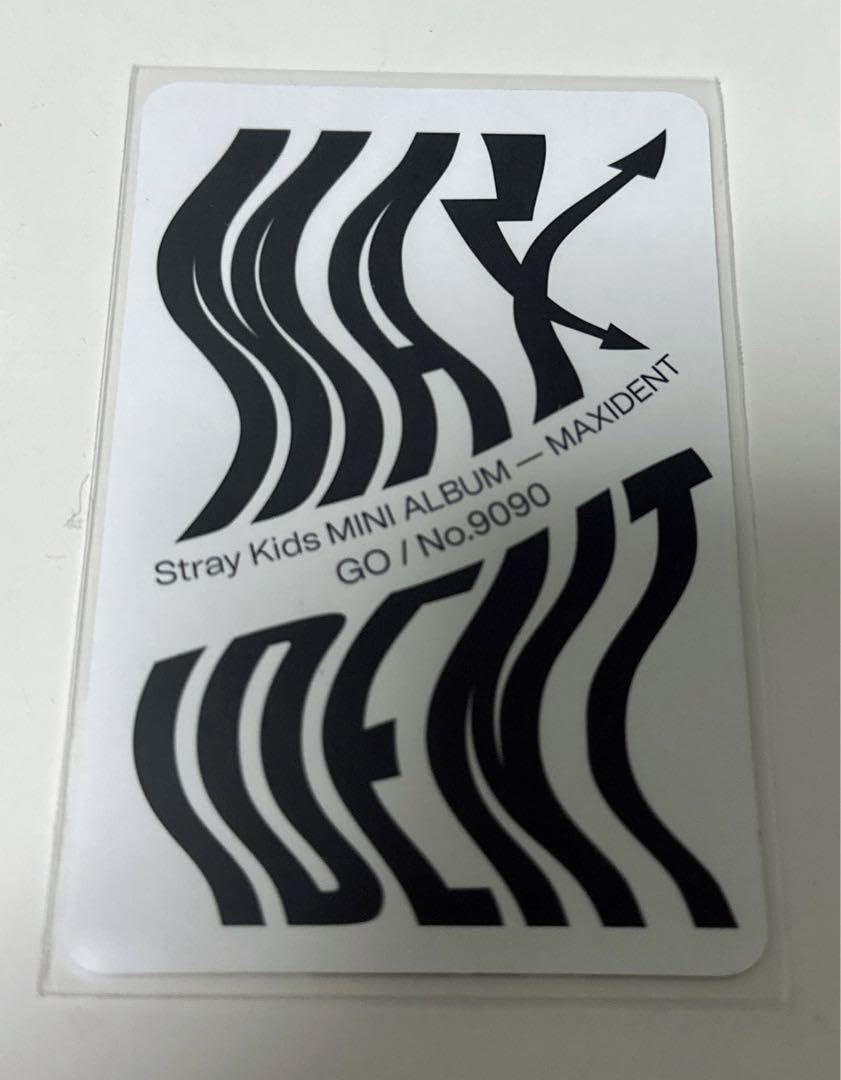 MAX
Stray Kids MINI ALBUM — MAXIDENT
GO / No.9090
IDENT